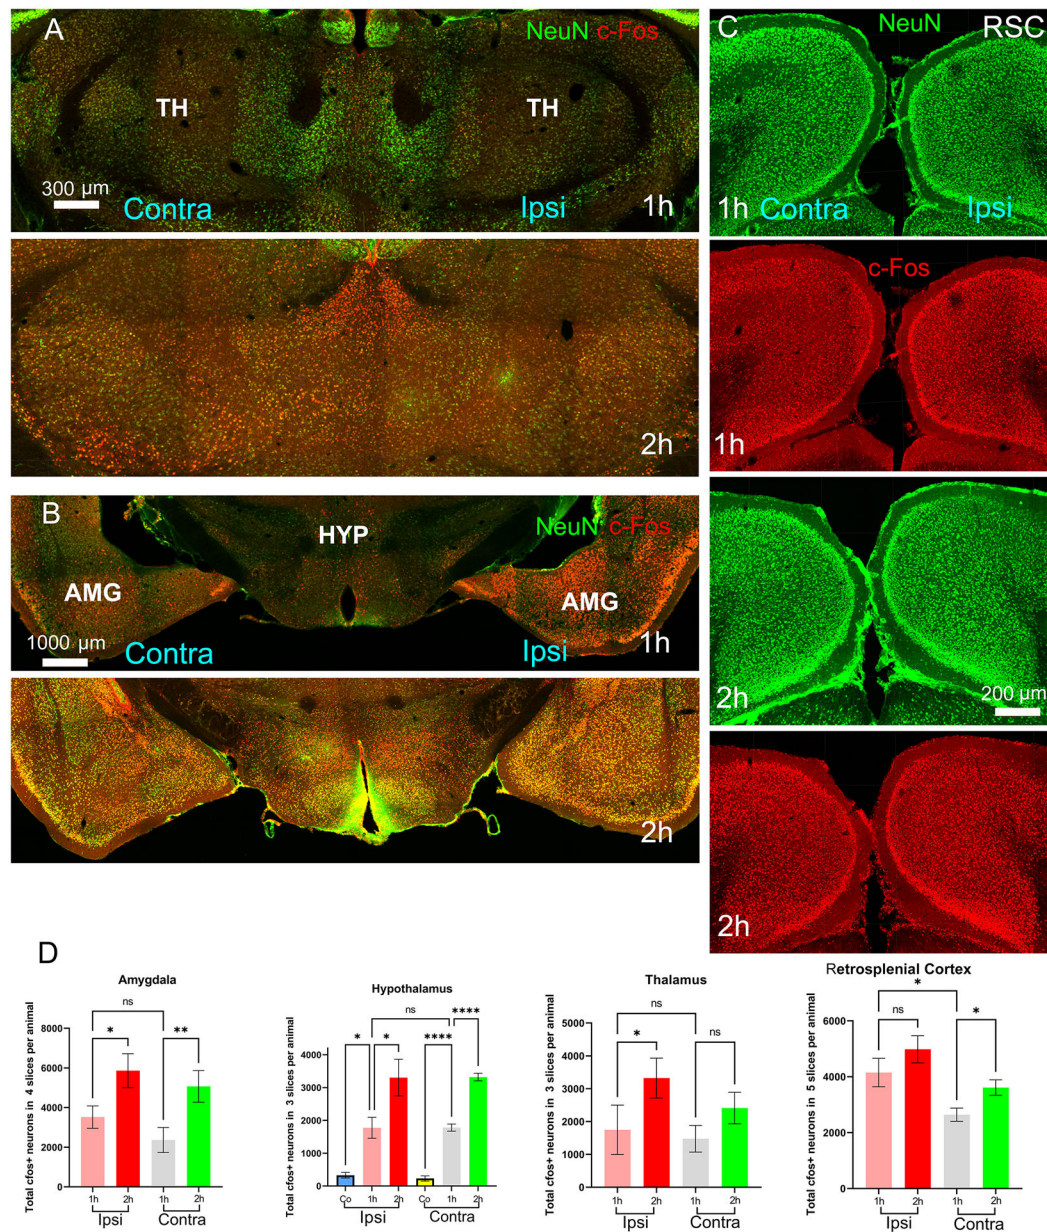 A
NeuN c-Fos
TH
TH
300 µm
Contra
Ipsi
1h
2h
B
NeuN c-Fos
HYP
AMG
AMG
1000 µm
Contra
Ipsi
1h
2h
C
NeuN
RSC
1h
Contra
Ipsi
c-Fos
1h
2h
200 µm
2h
D
Amygdala
Total cfos+ neurons in 4 slices per animal
8000
6000
4000
2000
0
ns
*
**
1h
2h
1h
2h
Ipsi
Contra
Hypothalamus
Total cfos+ neurons in 3 slices per animal
4000
3000
2000
1000
0
ns
****
*
*
****
Co
1h
2h
Co
1h
2h
Ipsi
Contra
Thalamus
Total cfos+ neurons in 3 slices per animal
5000
4000
3000
2000
1000
0
ns
*
ns
1h
2h
1h
2h
Ipsi
Contra
Retrosplenial Cortex
Total cfos+ neurons in 5 slices per animal
6000
4000
2000
0
*
ns
*
1h
2h
1h
2h
Ipsi
Contra